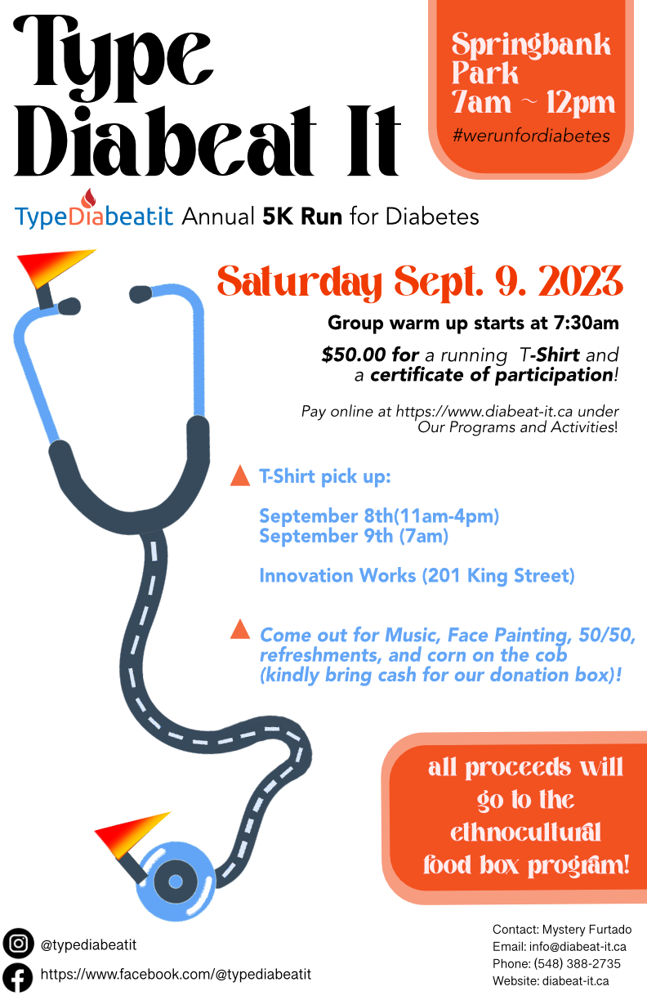 Type
Diabeat It
Springbank
Park
7am ~ 12pm
#werunfordiabetes
TypeDiabeat·it Annual 5K Run for Diabetes
Saturday Sept. 9. 2023
Group warm up starts at 7:30am
$50.00 for a running T-Shirt and
a certificate of participation!
Pay online at https://www.diabeat-it.ca under
Our Programs and Activities!
T-Shirt pick up:
September 8th(11am-4pm)
September 9th (7am)
Innovation Works (201 King Street)
Come out for Music, Face Painting, 50/50,
refreshments, and corn on the cob
(kindly bring cash for our donation box)!
all proceeds will
go to the
ethnocultural
food box program!
@typediabeatit
https://www.facebook.com/@typediabeatit
Contact: Mystery Furtado
Email: info@diabeat-it.ca
Phone: (548) 388-2735
Website: diabeat-it.ca